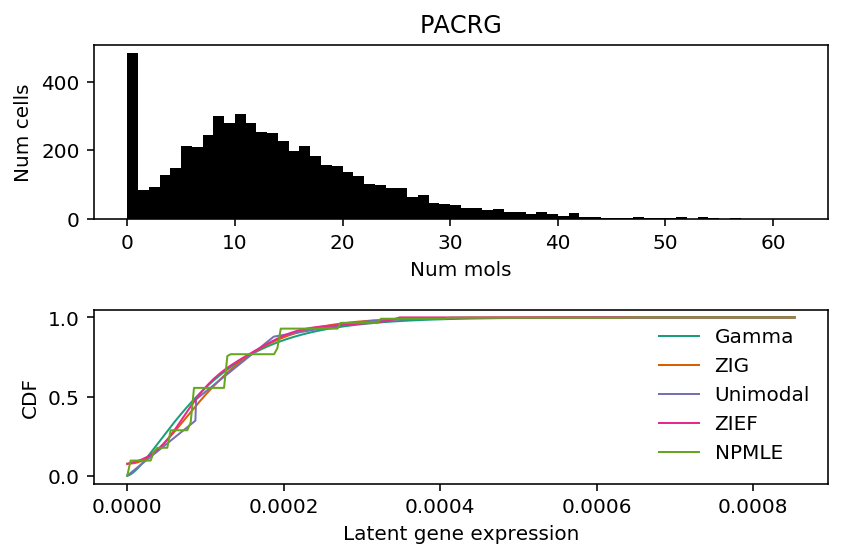 PACRG
Num cells
400
200
0
0 10 20 30 40 50 60
Num mols
CDF
1.0
0.5
0.0
Gamma
ZIG
Unimodal
ZIEF
NPMLE
0.0000 0.0002 0.0004 0.0006 0.0008
Latent gene expression